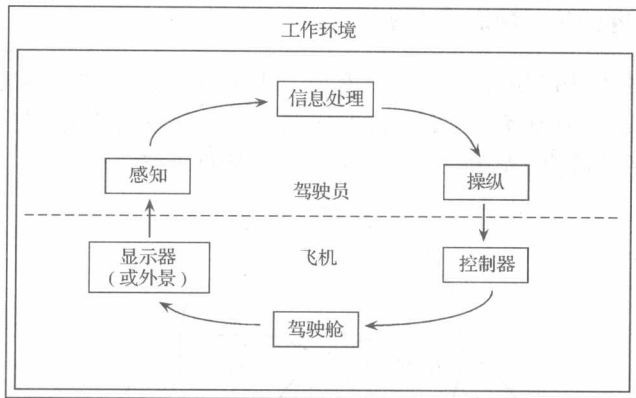 工作环境
信息处理
感知
操纵
驾驶员
显示器
（或外景）
飞机
控制器
驾驶舱